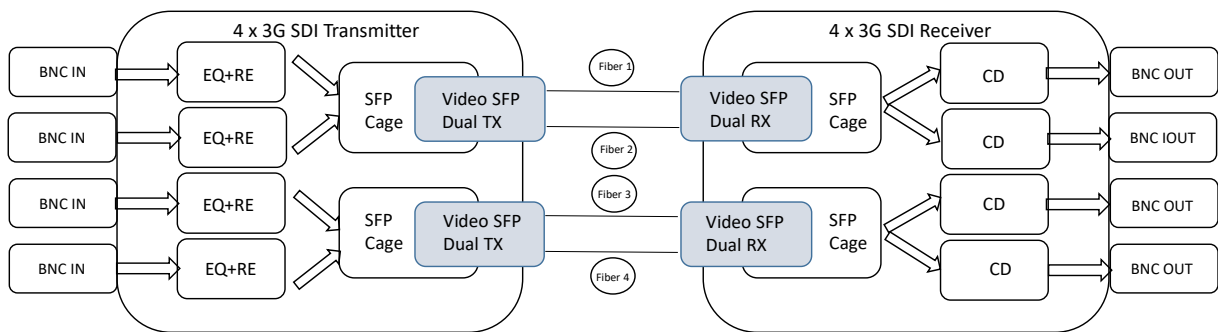 4 x 3G SDI Transmitter
4 x 3G SDI Receiver
BNC IN
EQ+RE
BNC IN
EQ+RE
SFP
Cage
Video SFP
Dual TX
Fiber 1
Fiber 2
Video SFP
Dual RX
SFP
Cage
CD
BNC OUT
CD
BNC IOUT
BNC IN
EQ+RE
BNC IN
EQ+RE
SFP
Cage
Video SFP
Dual TX
Fiber 3
Fiber 4
Video SFP
Dual RX
SFP
Cage
CD
BNC OUT
CD
BNC OUT